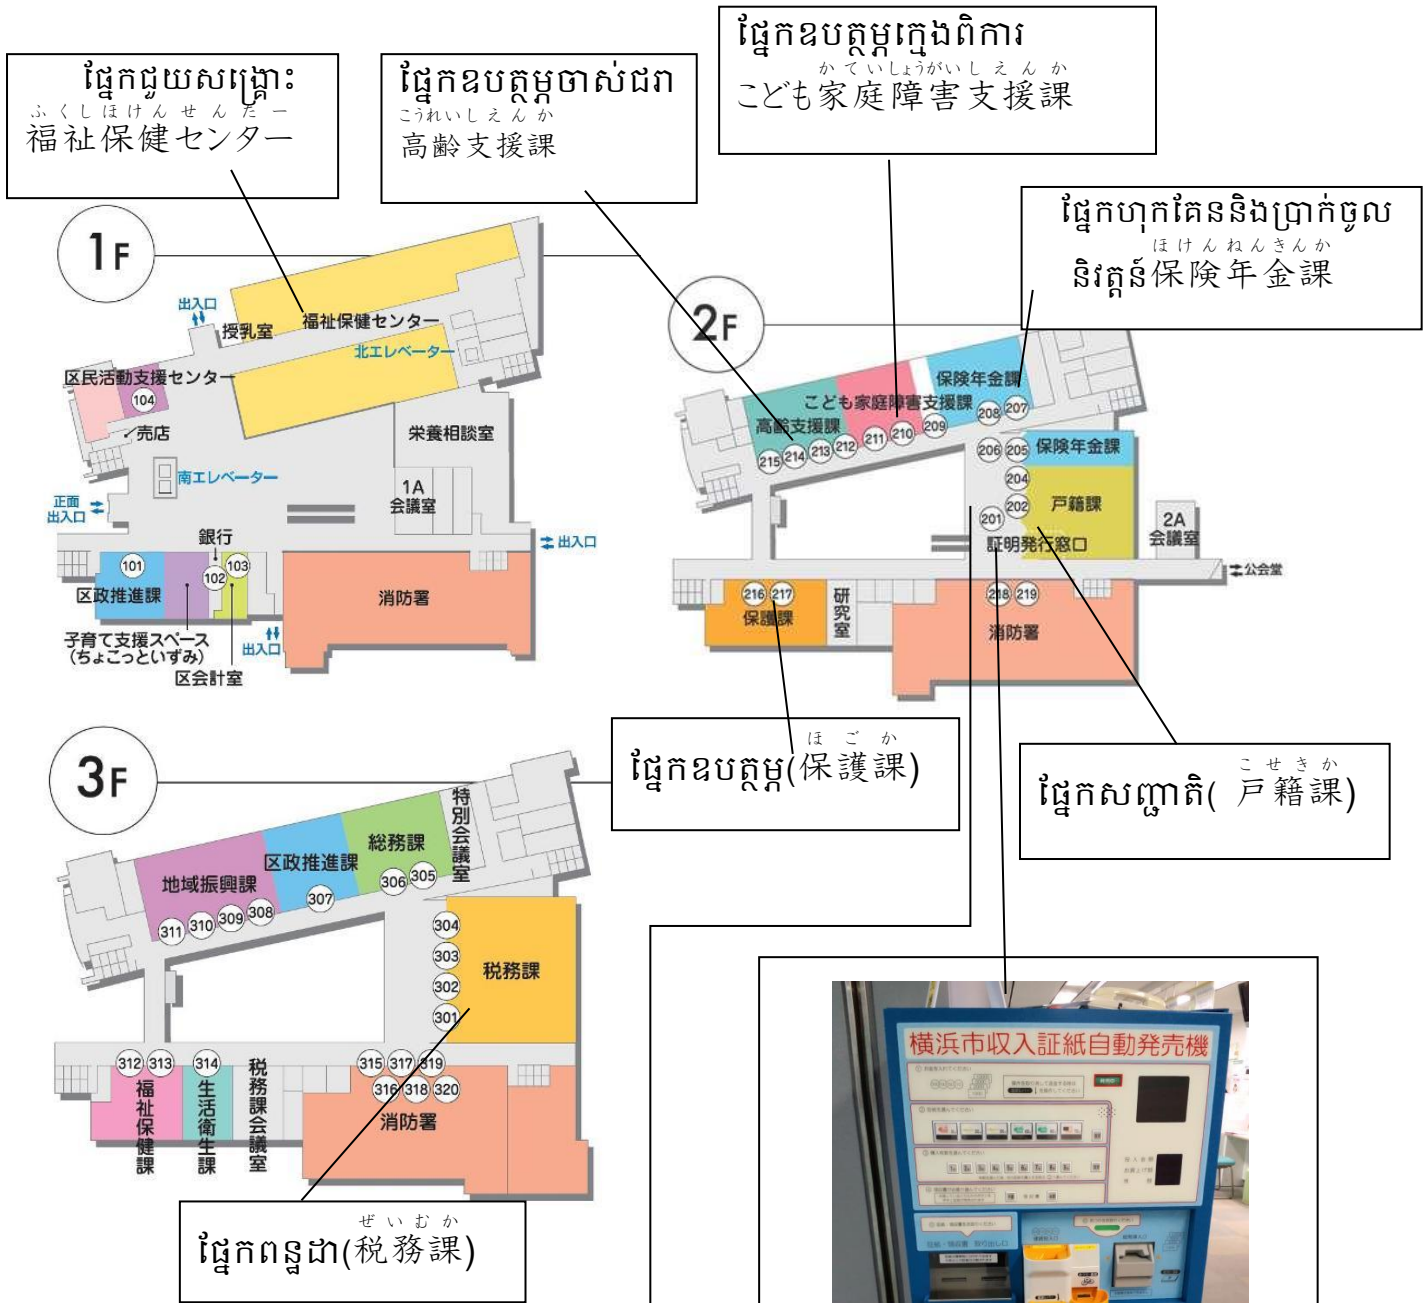 ផ្នែកជួយសង្គ្រោះ
ふくしほけんせんたー
福祉保健センター
ផ្នែកឧបត្ថម្ភចាស់ជរា
こうれいしえんか
高齢支援課
ផ្នែកឧបត្ថម្ភក្មេងពិការ
かていしょうがいしえんか
こども家庭障害支援課
ផ្នែកហុកគែននិងប្រាក់ចូល
ほけんねんきんか
និវត្តន៍保険年金課
1F
出入口
授乳室
福祉保健センター
北エレベーター
区民活動支援センター
104
売店
栄養相談室
南エレベーター
1A
会議室
正面
出入口
銀行
出入口
101
102
103
区政推進課
消防署
子育て支援スペース
(ちょこっといずみ)
出入口
区会計室
2F
保険年金課
こども家庭障害支援課
208 207
高齢支援課
215 214 213 212 211 210 209
206 205 保険年金課
204
202 戸籍課
201
2A
会議室
証明発行窓口
公会堂
216 217
保護課
研究室
218 219
消防署
ផ្នែកឧបត្ថម្ភ(保護課)
ほごか
ផ្នែកសញ្ជាតិ( 戸籍課)
こせきか
3F
特別会議室
総務課
区政推進課
地域振興課
306 305
307
311 310 309 308
304
303
302
301
税務課
312 313 314
福祉保健課
生活衛生課
税務課会議室
315 317 319
316 318 320
消防署
ぜいむか
ផ្នែកពន្ធដា(税務課)
横浜市収入証紙自動発売機